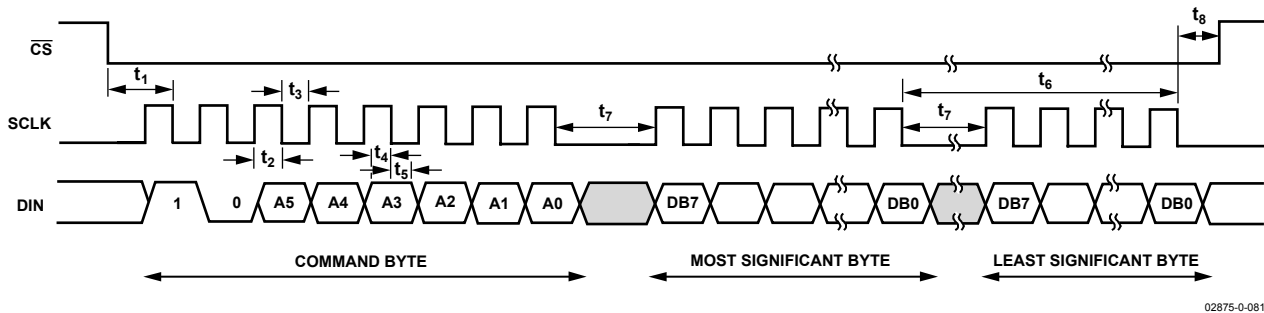 CS
t8
t1
t3
t6
SCLK
t7
t7
t2
t4
t5
DIN
1 0 A5 A4 A3 A2 A1 A0 DB7 DB0 DB7 DB0
COMMAND BYTE MOST SIGNIFICANT BYTE LEAST SIGNIFICANT BYTE
02875-0-081